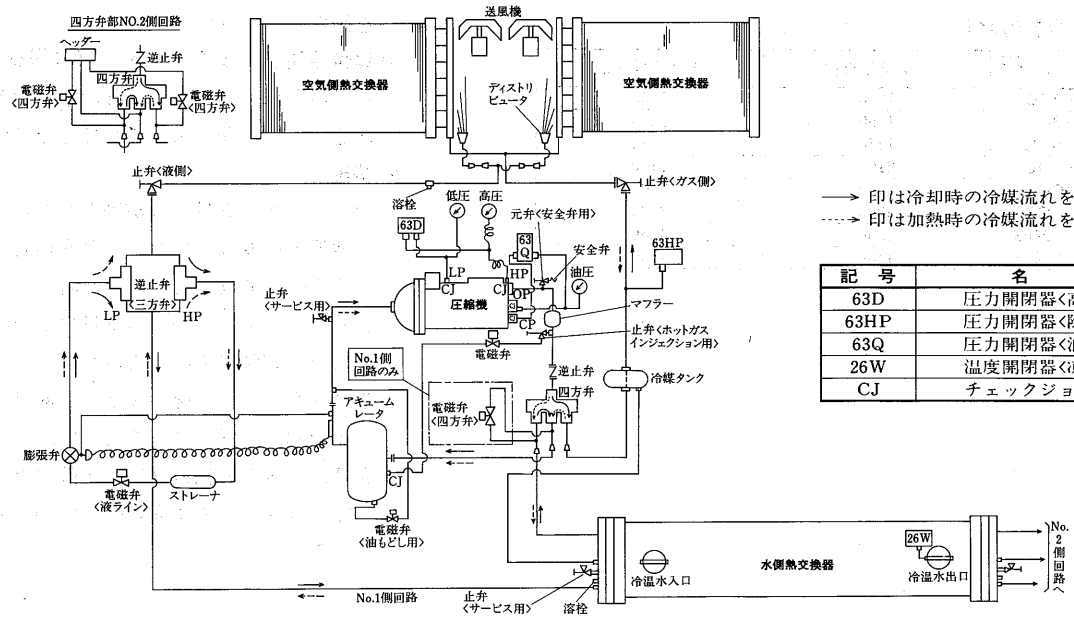 四方弁部NO.2側回路
ヘッダー
逆止弁
四方弁
電磁弁
<四方弁>
電磁弁
<四方弁>
送風機
空気側熱交換器
空気側熱交換器
ディストリ
ビュータ
止弁<液側>
溶栓
低圧
高圧
63D
元弁<安全弁用>
63
Q
安全弁
油圧
止弁<ガス側>
63HP
→ 印は冷却時の冷媒流れを
⇢ 印は加熱時の冷媒流れを
逆止弁
<三方弁>
LP
HP
止弁
<サービス用>
LP
CJ
HP
CJ
OP
CJ
CP
圧縮機
マフラー
電磁弁
止弁<ホットガス
インジェクション用>
No.1側
回路のみ
逆止弁
四方弁
冷媒タンク
電磁弁
<四方弁>
アキューム
レータ
CJ
膨張弁
電磁弁
<液ライン>
ストレーナ
電磁弁
<油もどし用>
記号 名
63D 圧力開閉器<高
63HP 圧力開閉器<
63Q 圧力開閉器<油
26W 温度開閉器<凍
CJ チェックジョ
26W
冷温水入口
水側熱交換器
冷温水出口
No.
2
側
回
路
へ
No.1側回路
止弁
<サービス用>
溶栓